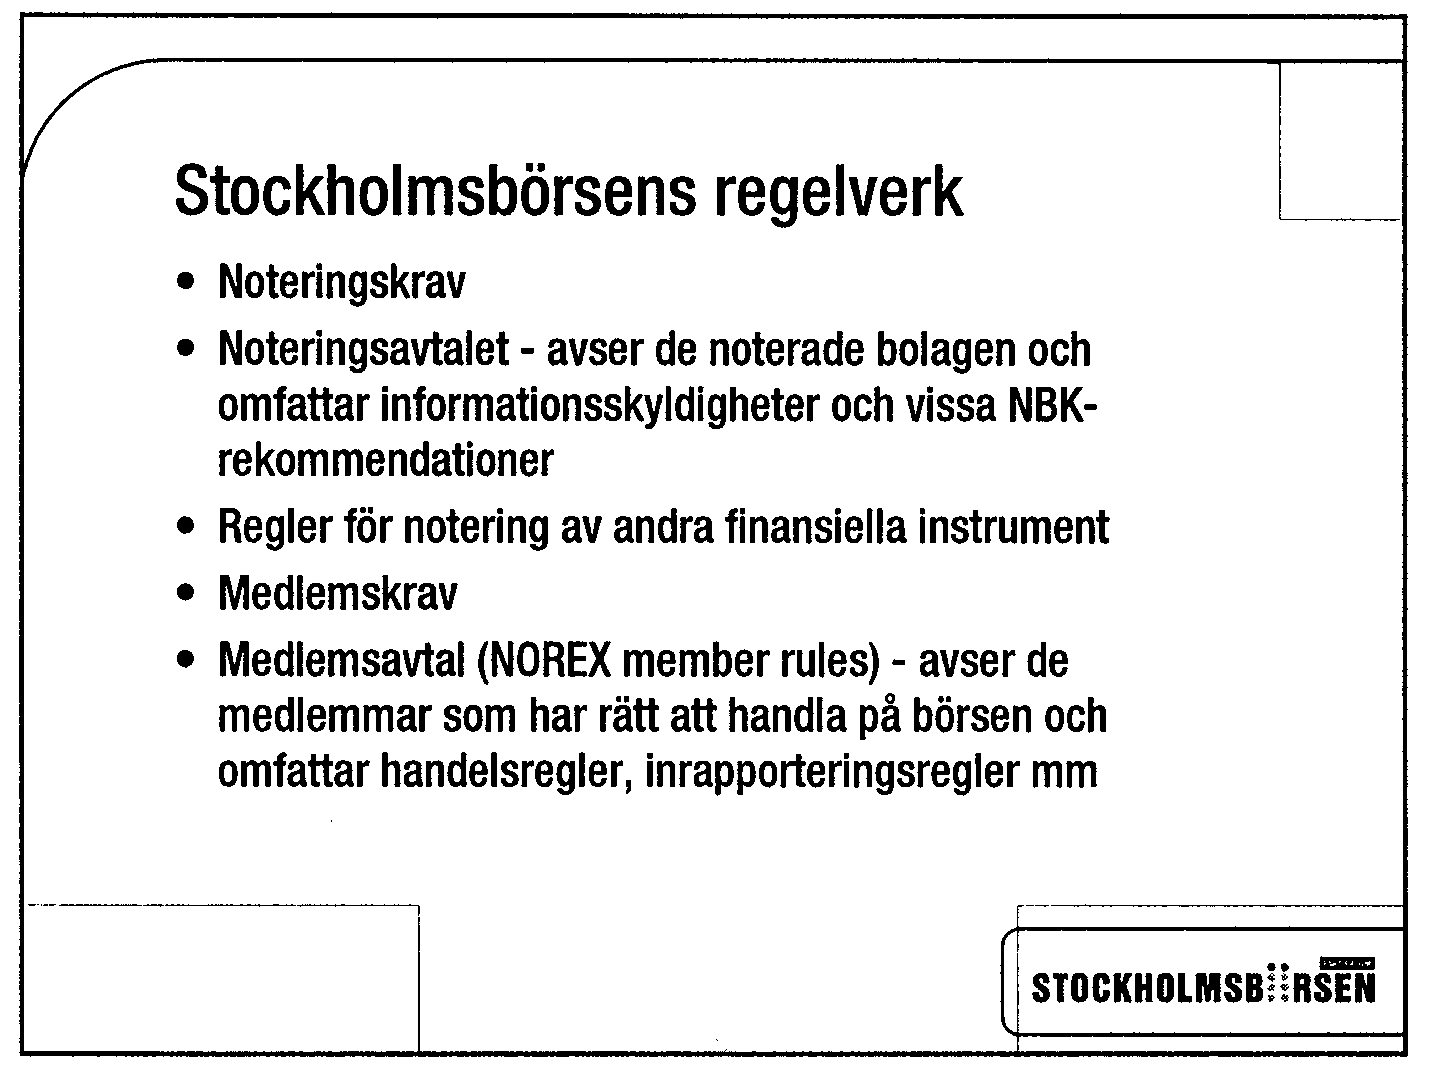 Stockholmsbörsens regelverk
• Noteringskrav
• Noteringsavtalet - avser de noterade bolagen och
omfattar informationsskyldigheter och vissa NBK-
rekommendationer
• Regler för notering av andra finansiella instrument
• Medlemskrav
• Medlemsavtal (NOREX member rules) - avser de
medlemmar som har rätt att handla på börsen och
omfattar handelsregler, inrapporteringsregler mm
STOCKHOLMSBÖRSEN